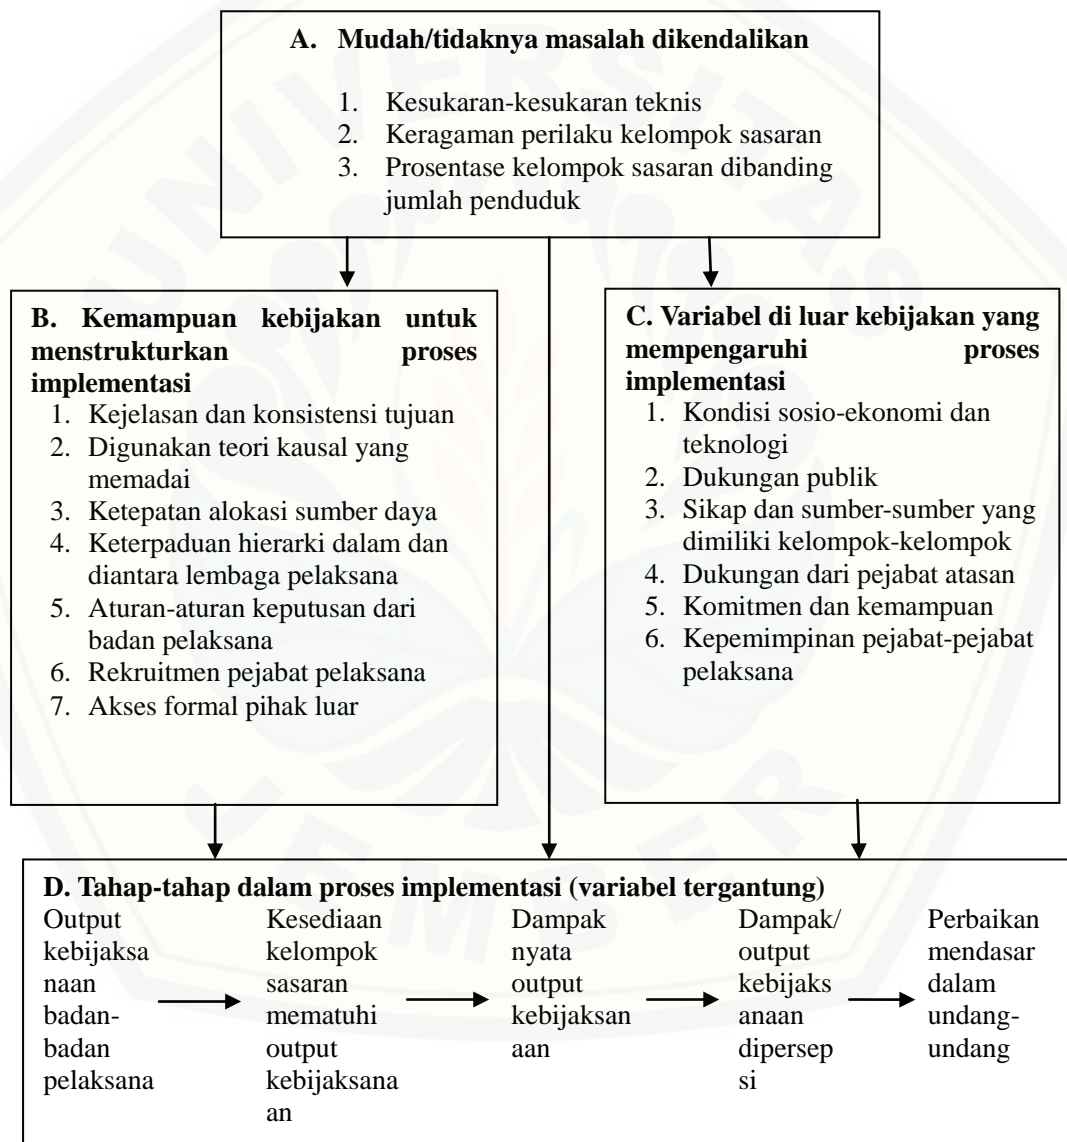 A. Mudah/tidaknya masalah dikendalikan
1. Kesukaran-kesukaran teknis
2. Keragaman perilaku kelompok sasaran
3. Prosentase kelompok sasaran dibanding
jumlah penduduk
B. Kemampuan kebijakan untuk
menstrukturkan proses
implementasi
1. Kejelasan dan konsistensi tujuan
2. Digunakan teori kausal yang
memadai
3. Ketepatan alokasi sumber daya
4. Keterpaduan hierarki dalam dan
diantara lembaga pelaksana
5. Aturan-aturan keputusan dari
badan pelaksana
6. Rekruitmen pejabat pelaksana
7. Akses formal pihak luar
C. Variabel di luar kebijakan yang
mempengaruhi proses
implementasi
1. Kondisi sosio-ekonomi dan
teknologi
2. Dukungan publik
3. Sikap dan sumber-sumber yang
dimiliki kelompok-kelompok
4. Dukungan dari pejabat atasan
5. Komitmen dan kemampuan
6. Kepemimpinan pejabat-pejabat
pelaksana
D. Tahap-tahap dalam proses implementasi (variabel tergantung)
Output
kebijaksa
naan
badan-
badan
pelaksana
Kesediaan
kelompok
sasaran
mematuhi
output
kebijaksana
an
Dampak
nyata
output
kebijaksan
aan
Dampak/
output
kebijaks
anaan
dipersep
si
Perbaikan
mendasar
dalam
undang-
undang
UNIVERSITAS
JEMBER